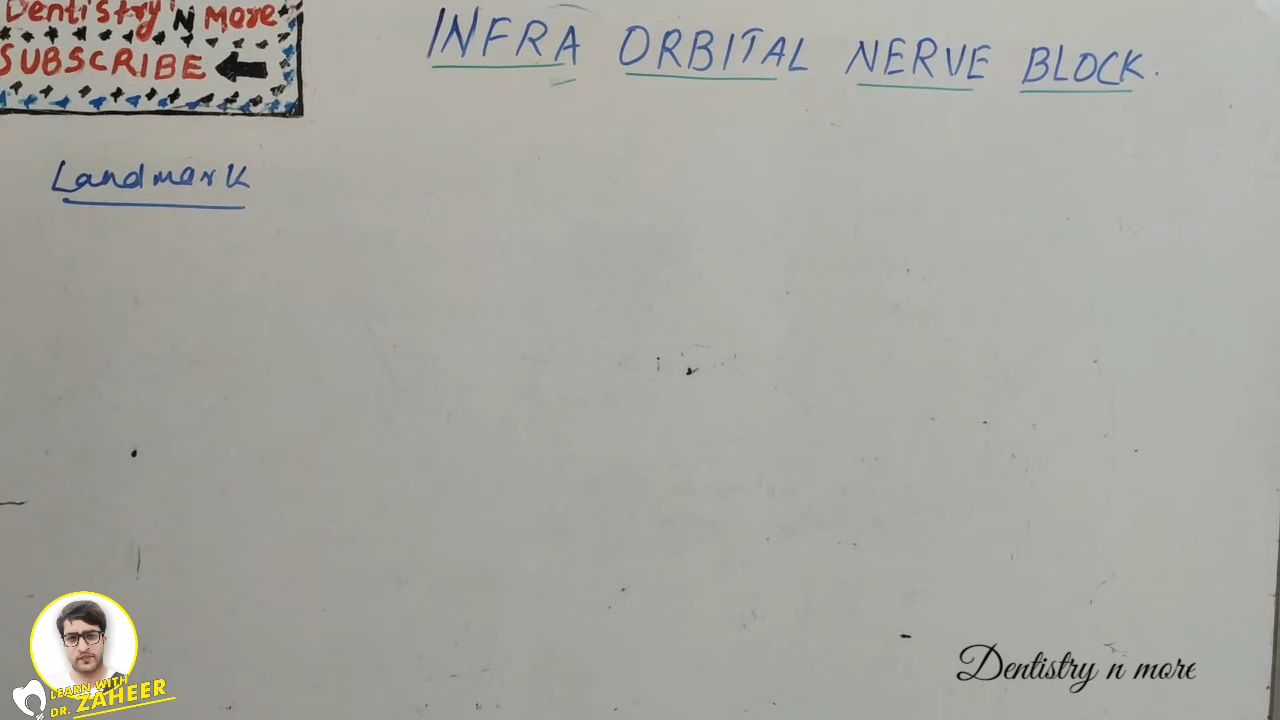 Dentistry 'N More
SUBSCRIBE
INFRA ORBITAL NERVE BLOCK.
Landmark
LEARN WITH
DR. ZAHEER
Dentistry n more